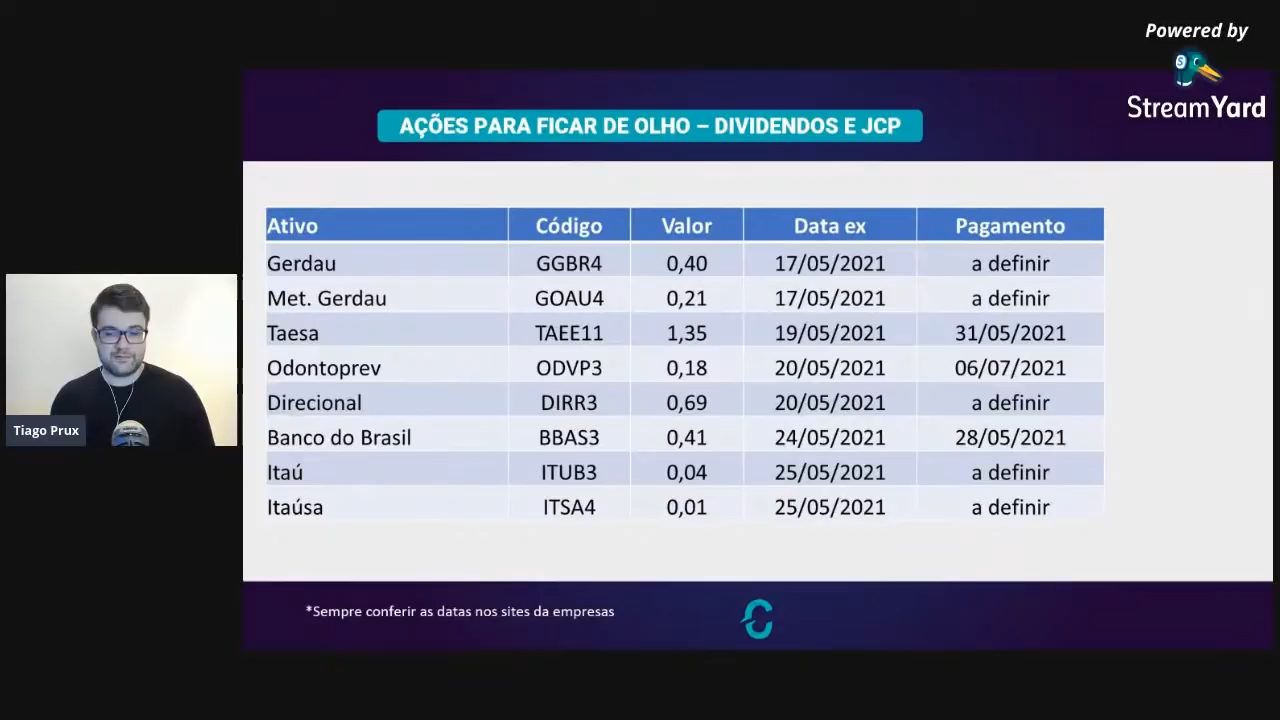 Powered by
StreamYard
AÇÕES PARA FICAR DE OLHO – DIVIDENDOS E JCP
Ativo Código Valor Data ex Pagamento
Gerdau GGBR4 0,40 17/05/2021 a definir
Met. Gerdau GOAU4 0,21 17/05/2021 a definir
Taesa TAEE11 1,35 19/05/2021 31/05/2021
Odontoprev ODVP3 0,18 20/05/2021 06/07/2021
Direcional DIRR3 0,69 20/05/2021 a definir
Banco do Brasil BBAS3 0,41 24/05/2021 28/05/2021
Itaú ITUB3 0,04 25/05/2021 a definir
Itaúsa ITSA4 0,01 25/05/2021 a definir
Tiago Prux
*Sempre conferir as datas nos sites da empresas